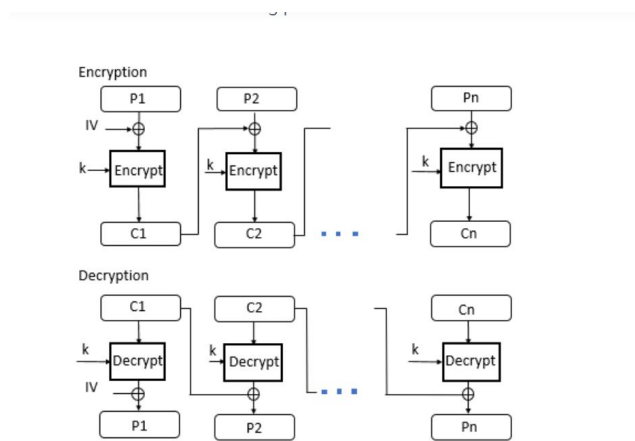 Encryption
P1 P2 Pn
IV
k Encrypt k Encrypt k Encrypt
C1 C2 Cn
Decryption
C1 C2 Cn
k Decrypt k Decrypt k Decrypt
IV
P1 P2 Pn